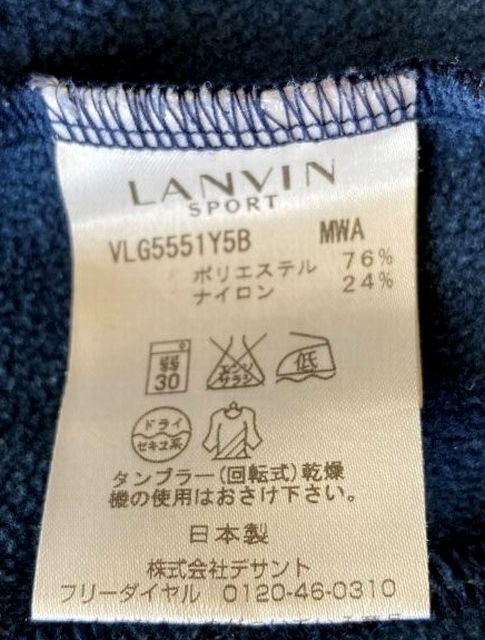 LANVIN
SPORT
VLG5551Y5B MWA
ポリエステル 76%
ナイロン 24%
弱 30 エンソサラシ 低
ドライ セキユ系
タンブラー(回転式)乾燥
機の使用はおさけ下さい。
日本製
株式会社デサント
フリーダイヤル 0120-46-0310